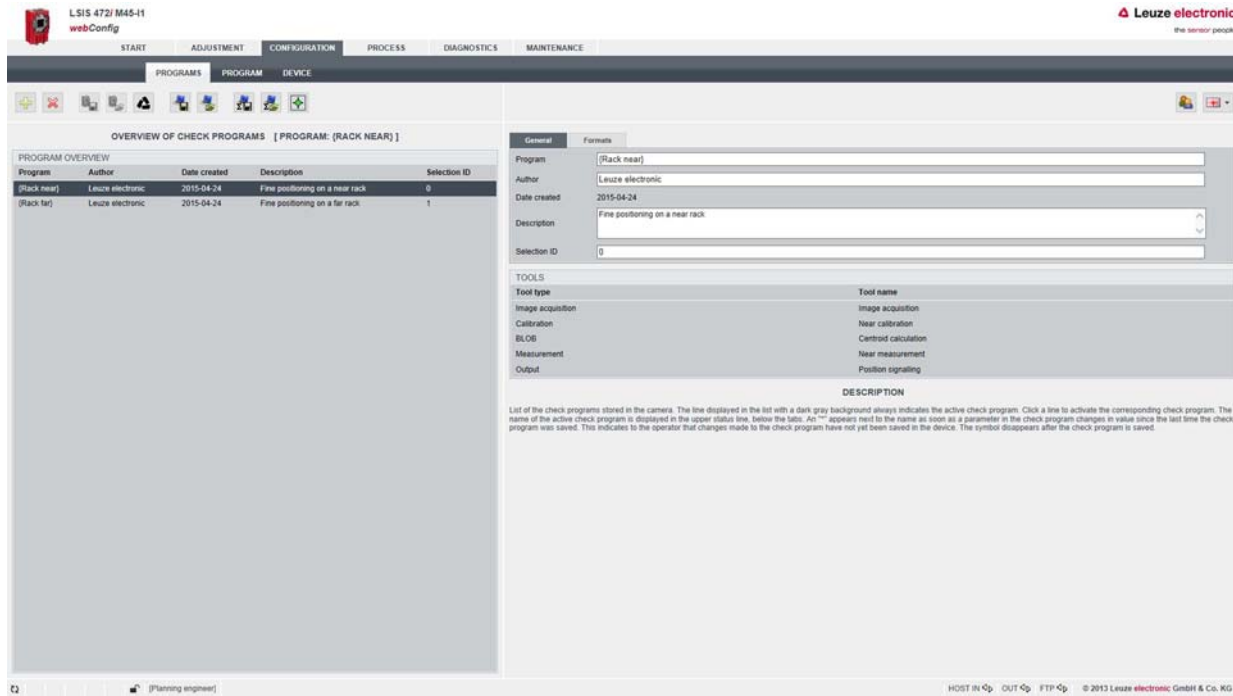 LSIS 472i/ M45-I1
webConfig
Leuze electronic
the sensor people
START ADJUSTMENT CONFIGURATION PROCESS DIAGNOSTICS MAINTENANCE
PROGRAMS PROGRAM DEVICE
OVERVIEW OF CHECK PROGRAMS [ PROGRAM: {RACK NEAR} ]
PROGRAM OVERVIEW
Program Author Date created Description Selection ID
{Rack near} Leuze electronic 2015-04-24 Fine positioning on a near rack 0
{Rack far} Leuze electronic 2015-04-24 Fine positioning on a far rack 1
General Formats
Program {Rack near}
Author Leuze electronic
Date created 2015-04-24
Description Fine positioning on a near rack
Selection ID 0
TOOLS
Tool type Tool name
Image acquisition Image acquisition
Calibration Near calibration
BLOB Centroid calculation
Measurement Near measurement
Output Position signalling
DESCRIPTION
List of the check programs stored in the camera. The line displayed in the list with a dark gray background always indicates the active check program. Click a line to activate the corresponding check program. The
name of the active check program is displayed in the upper status line, below the tabs. An "*" appears next to the name as soon as a parameter in the check program changes in value since the last time the check
program was saved. This indicates to the operator that changes made to the check program have not yet been saved in the device. The symbol disappears after the check program is saved.
[Planning engineer] HOST IN OUT FTP © 2013 Leuze electronic GmbH & Co. KG